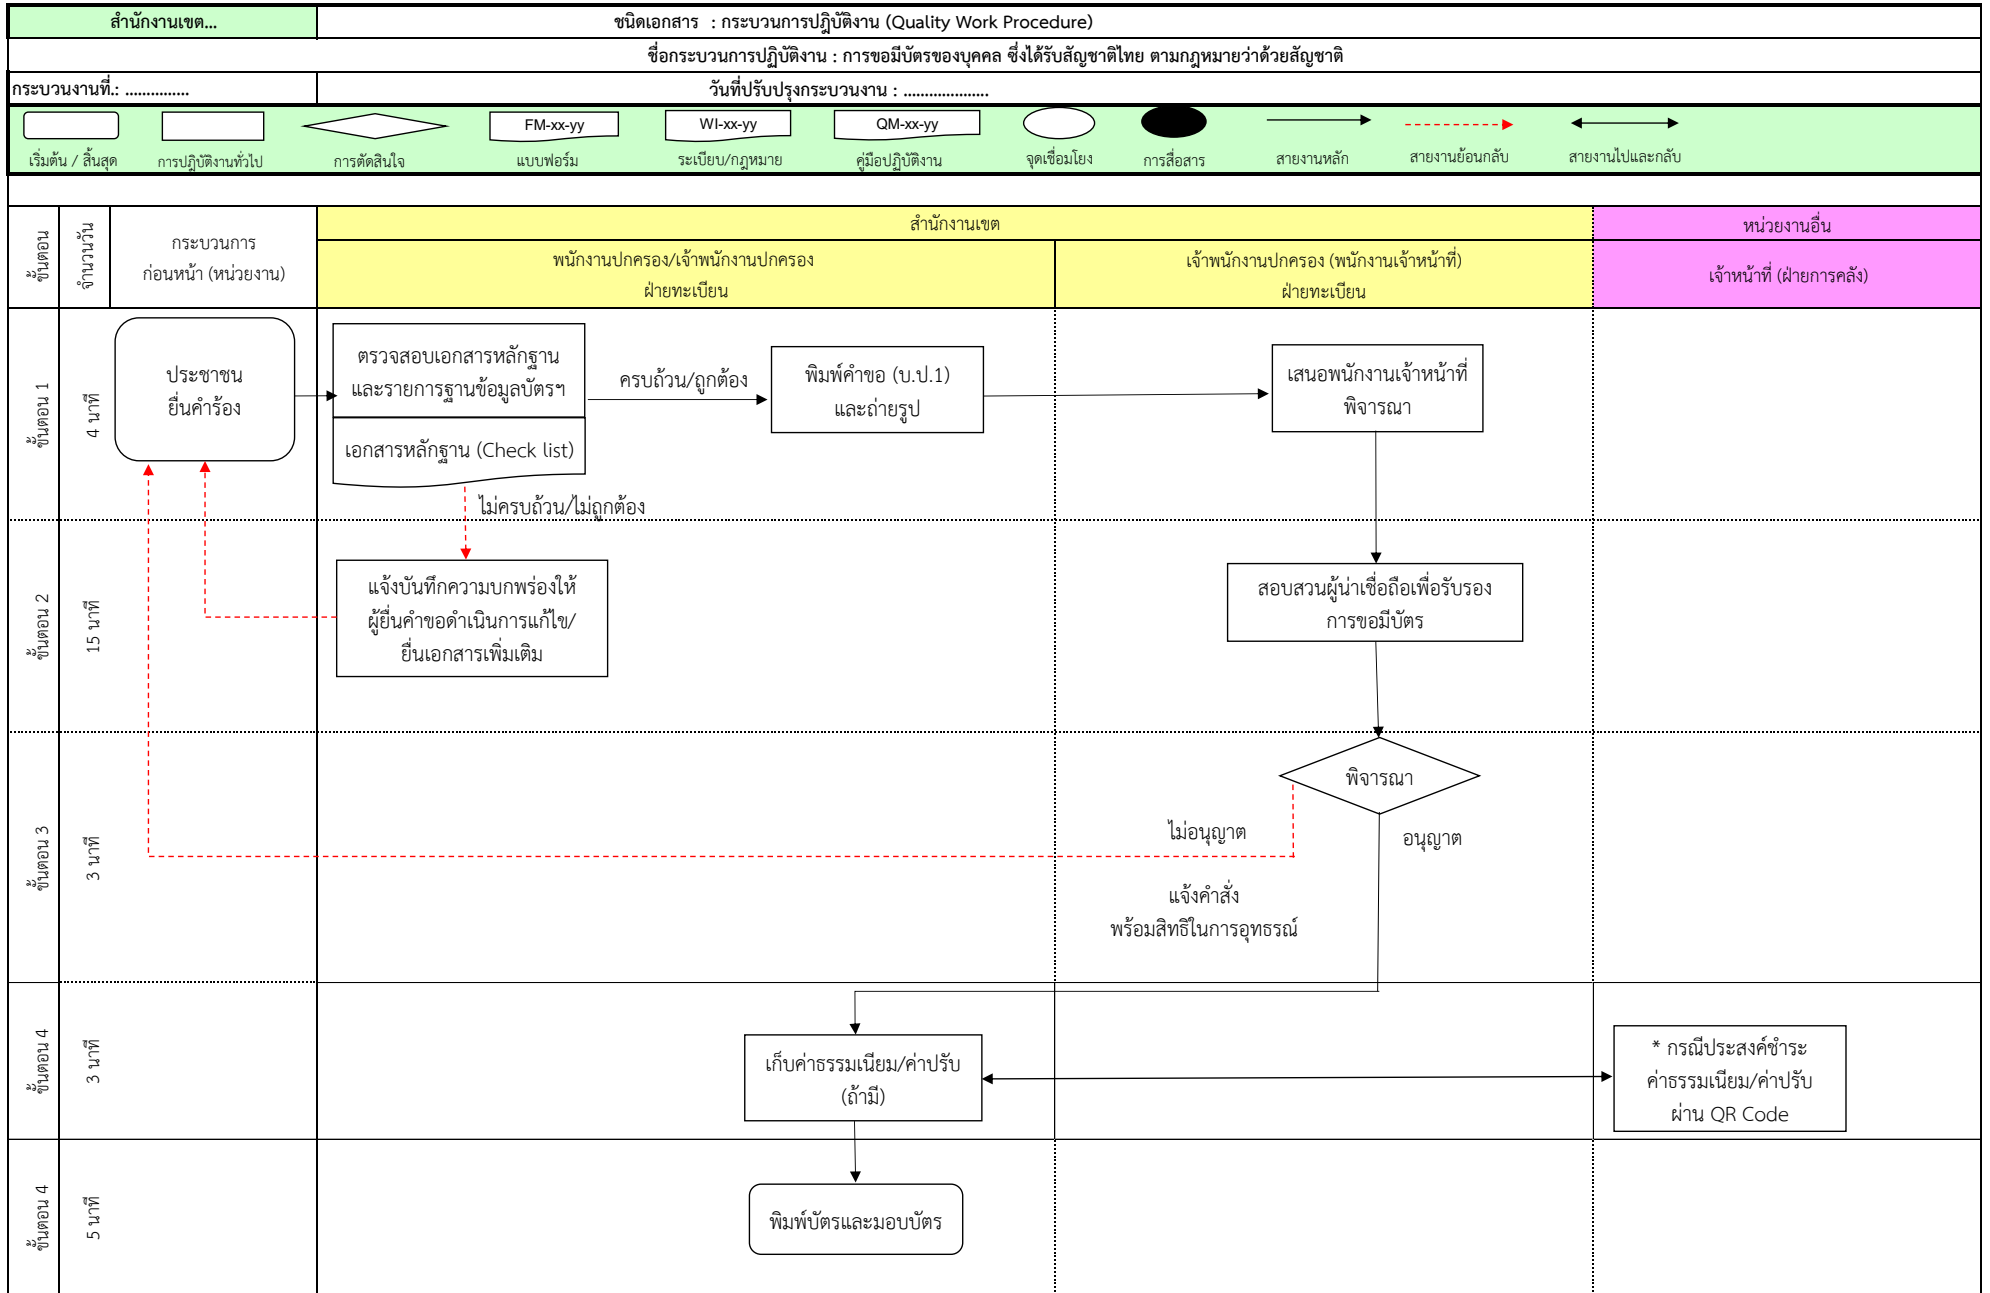 สำนักงานเขต...
ชนิดเอกสาร : กระบวนการปฏิบัติงาน (Quality Work Procedure)
ชื่อกระบวนการปฏิบัติงาน : การขอมีบัตรของบุคคล ซึ่งได้รับสัญชาติไทย ตามกฎหมายว่าด้วยสัญชาติ
กระบวนงานที่.: ...............
วันที่ปรับปรุงกระบวนงาน : ....................
FM-xx-yy
WI-xx-yy
QM-xx-yy
เริ่มต้น / สิ้นสุด
การปฏิบัติงานทั่วไป
การตัดสินใจ
แบบฟอร์ม
ระเบียบ/กฎหมาย
คู่มือปฏิบัติงาน
จุดเชื่อมโยง
การสื่อสาร
สายงานหลัก
สายงานย้อนกลับ
สายงานไปและกลับ
ขั้นตอน
จำนวนวัน
กระบวนการ
ก่อนหน้า (หน่วยงาน)
สำนักงานเขต
หน่วยงานอื่น
พนักงานปกครอง/เจ้าพนักงานปกครอง
ฝ่ายทะเบียน
เจ้าพนักงานปกครอง (พนักงานเจ้าหน้าที่)
ฝ่ายทะเบียน
เจ้าหน้าที่ (ฝ่ายการคลัง)
ขั้นตอน 1
4 นาที
ประชาชน
ยื่นคำร้อง
ตรวจสอบเอกสารหลักฐาน
และรายการฐานข้อมูลบัตรฯ
เอกสารหลักฐาน (Check list)
ครบถ้วน/ถูกต้อง
พิมพ์คำขอ (บ.ป.1)
และถ่ายรูป
เสนอพนักงานเจ้าหน้าที่
พิจารณา
ไม่ครบถ้วน/ไม่ถูกต้อง
ขั้นตอน 2
15 นาที
แจ้งบันทึกความบกพร่องให้
ผู้ยื่นคำขอดำเนินการแก้ไข/
ยื่นเอกสารเพิ่มเติม
สอบสวนผู้น่าเชื่อถือเพื่อรับรอง
การขอมีบัตร
ขั้นตอน 3
3 นาที
พิจารณา
ไม่อนุญาต
อนุญาต
แจ้งคำสั่ง
พร้อมสิทธิในการอุทธรณ์
ขั้นตอน 4
3 นาที
เก็บค่าธรรมเนียม/ค่าปรับ
(ถ้ามี)
* กรณีประสงค์ชำระ
ค่าธรรมเนียม/ค่าปรับ
ผ่าน QR Code
ขั้นตอน 4
5 นาที
พิมพ์บัตรและมอบบัตร